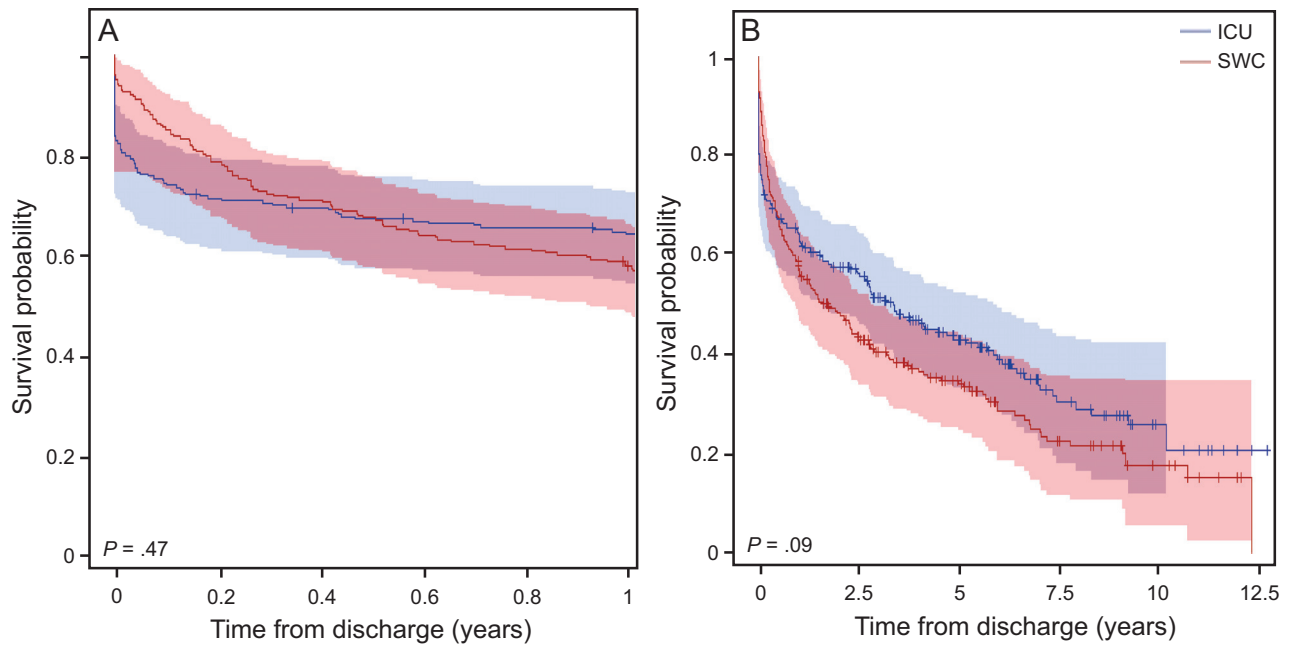 A
Survival probability
0.8
0.6
0.4
0.2
0
P = .47
0 0.2 0.4 0.6 0.8 1
Time from discharge (years)
B
ICU
SWC
Survival probability
1
0.8
0.6
0.4
0.2
0
P = .09
0 2.5 5 7.5 10 12.5
Time from discharge (years)